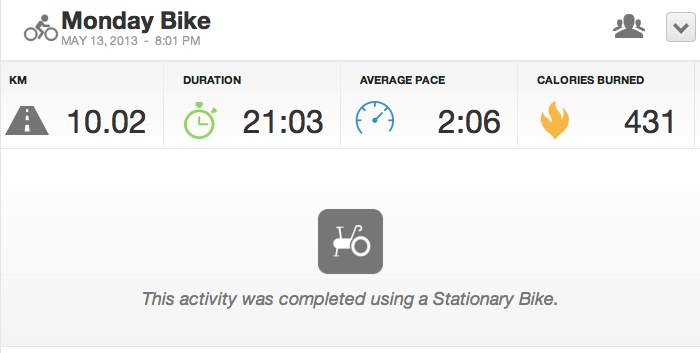 Monday Bike
MAY 13, 2013 - 8:01 PM
KM
10.02
DURATION
21:03
AVERAGE PACE
2:06
CALORIES BURNED
431
This activity was completed using a Stationary Bike.